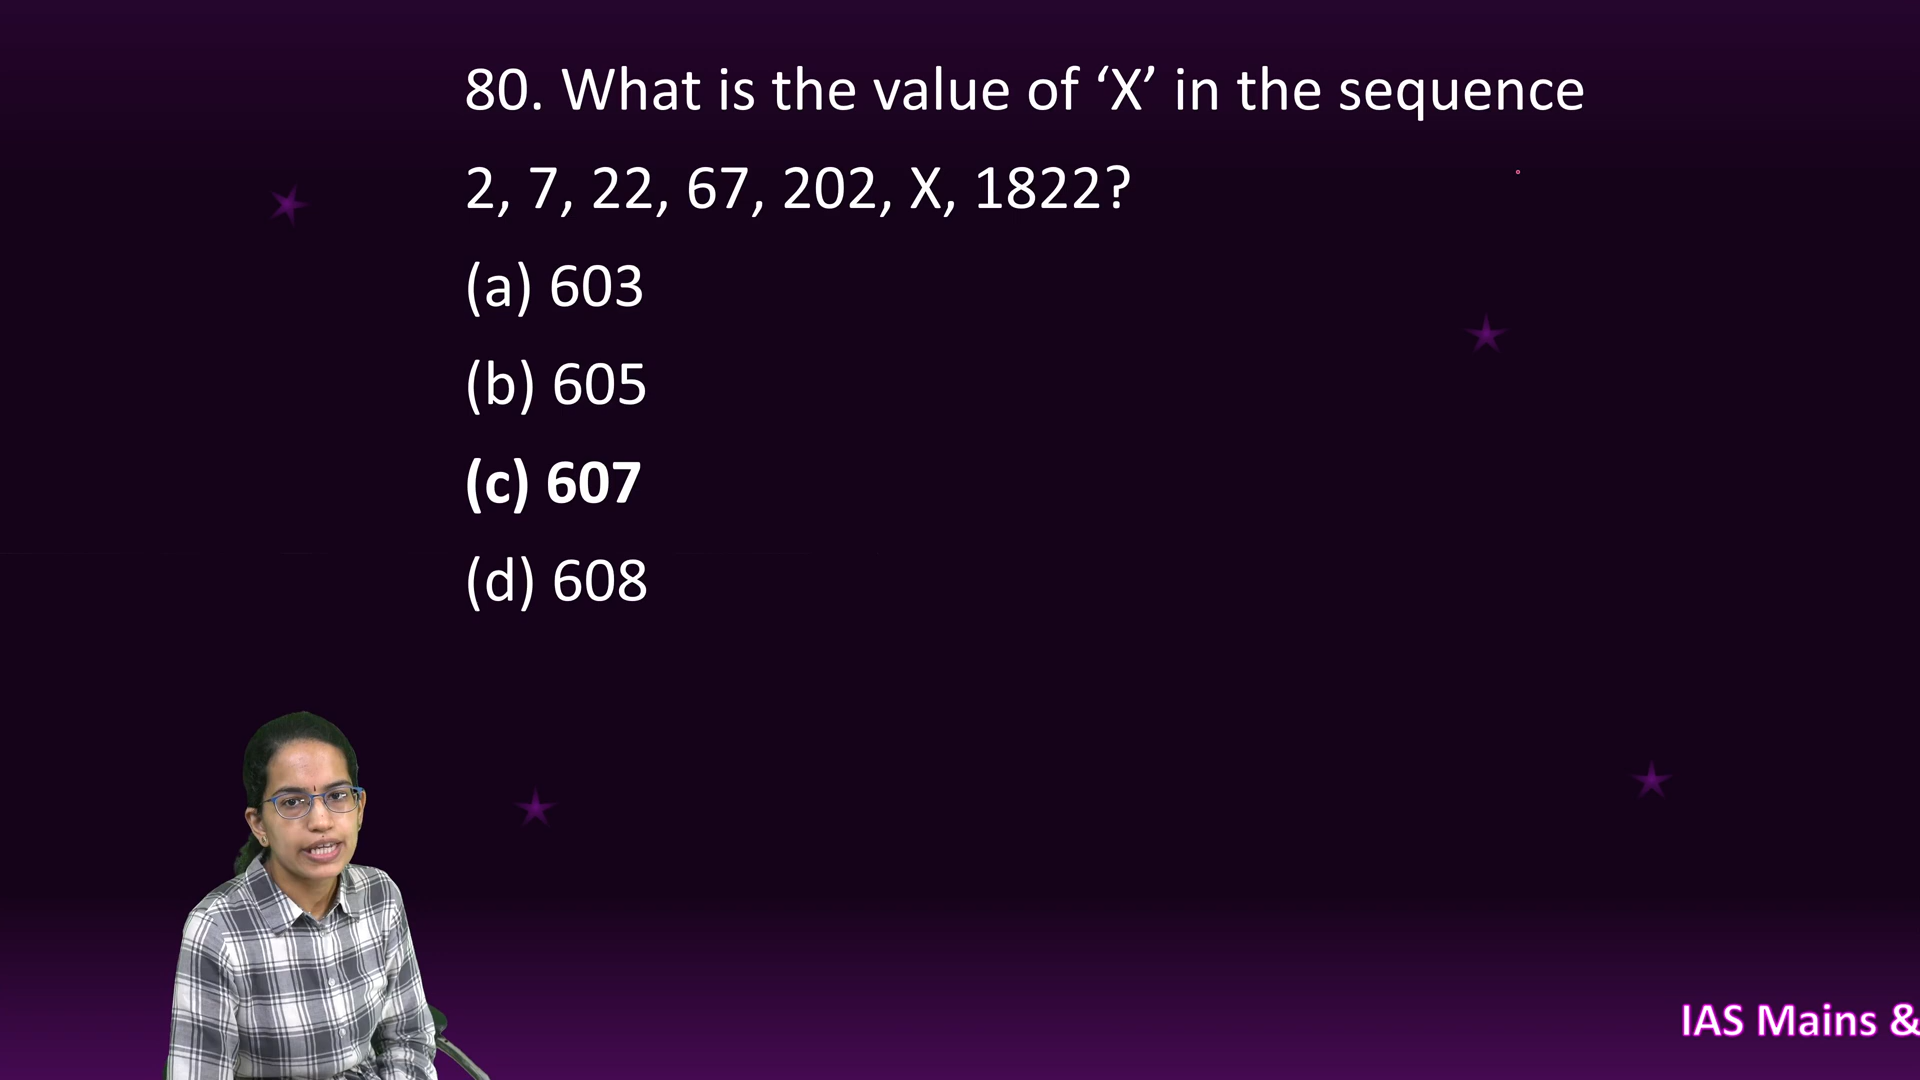 80. What is the value of ‘X’ in the sequence
2, 7, 22, 67, 202, X, 1822?
(a) 603
(b) 605
(c) 607
(d) 608
IAS Mains &